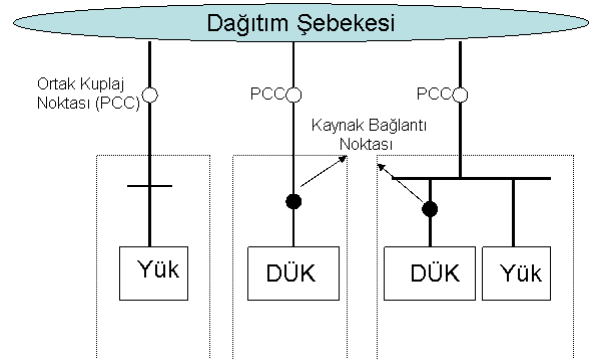 Dağıtım Şebekesi
Ortak Kuplaj
Noktası (PCC)
PCC
PCC
Kaynak Bağlantı
Noktası
Yük
DÜK
DÜK
Yük